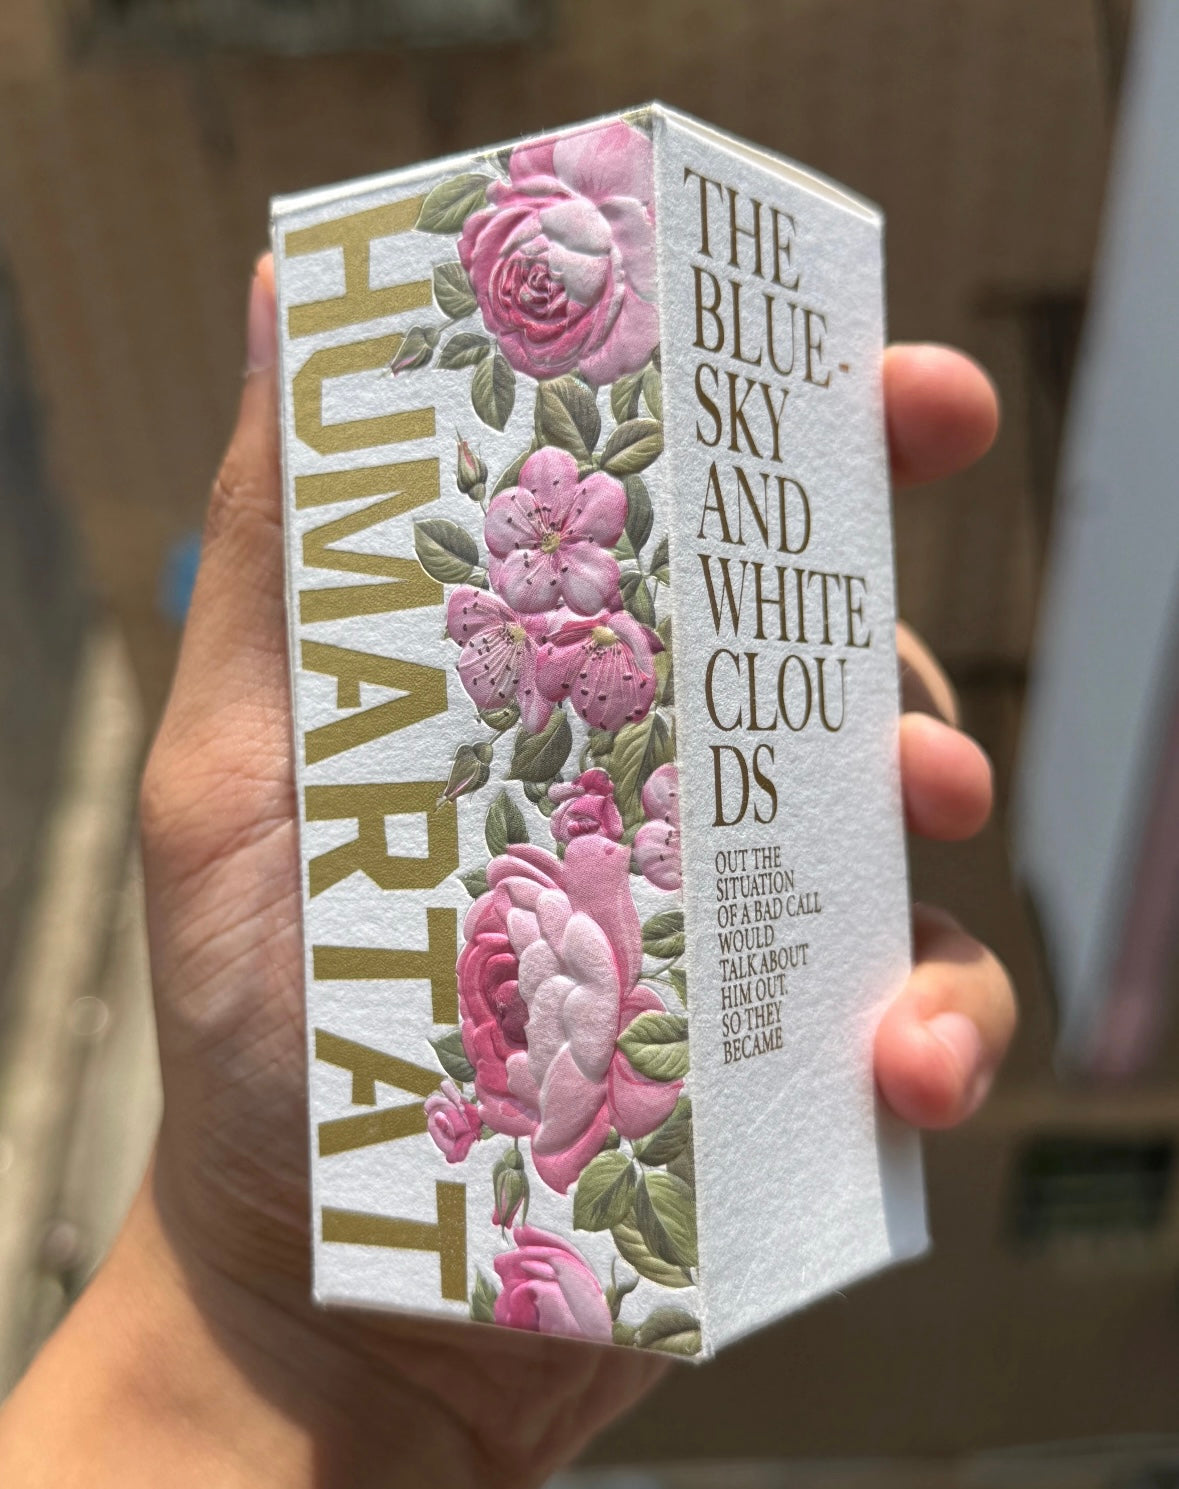 HUMARTAT
THE
BLUE-
SKY
AND
WHITE
CLOU
DS
OUT THE
SITUATION
OF A BAD CALL
WOULD
TALK ABOUT
HIM OUT.
SO THEY
BECAME